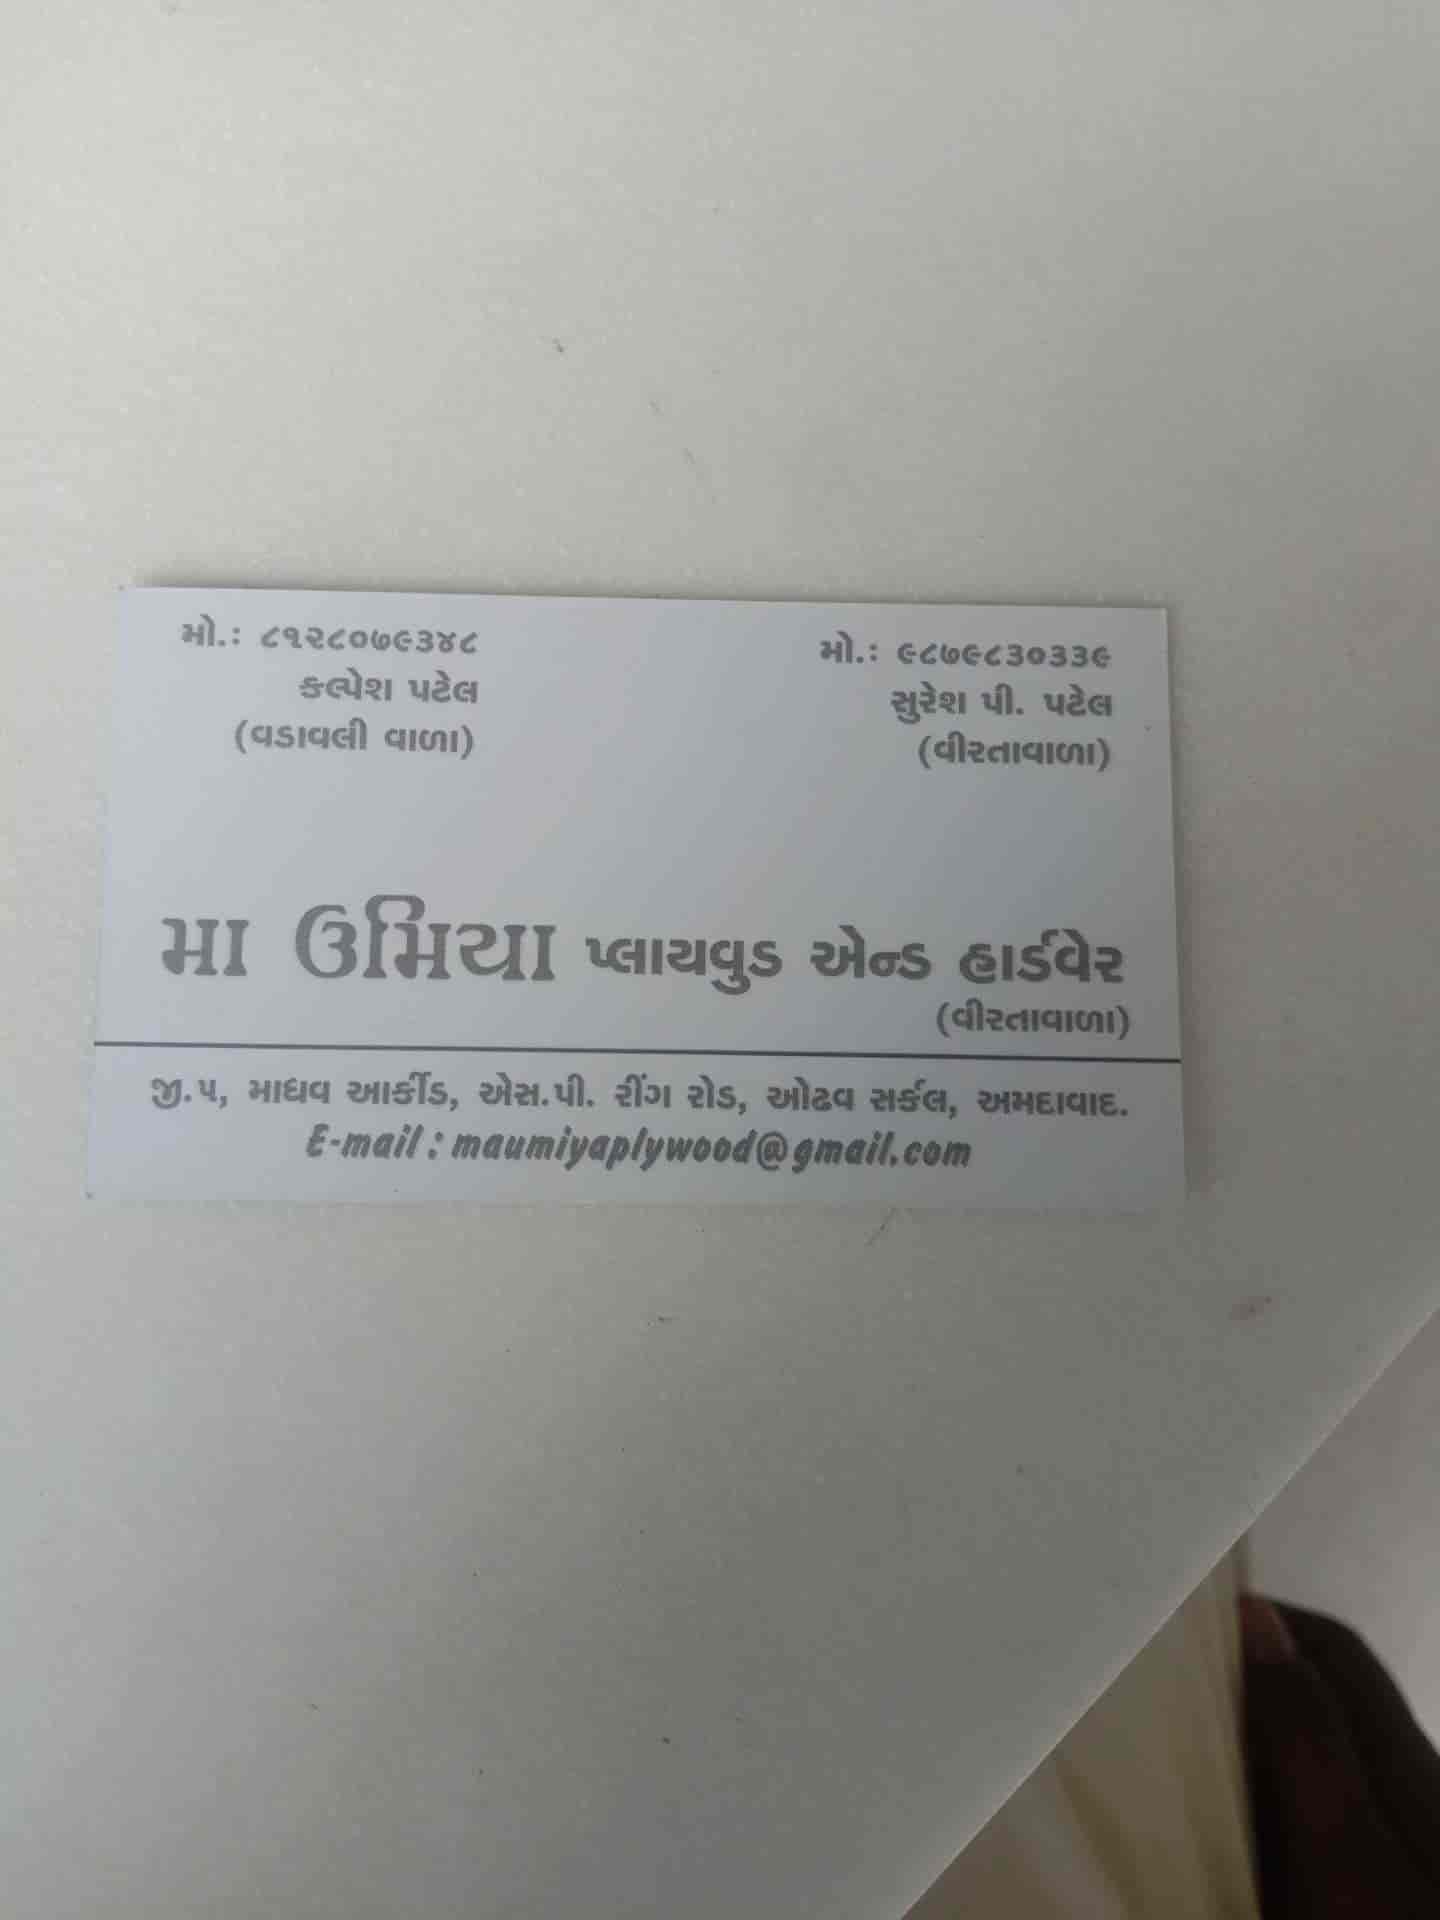 મો.: ૮૧૨૮૦૭૯૩૪૮
કલ્પેશ પટેલ
(વડાવલી વાળા)
મો.: ૯૮૭૯૮૩૦૩૩૯
સુરેશ પી. પટેલ
(વીરતાવાળા)
મા ઉમિયા પ્લાયવુડ એન્ડ હાર્ડવેર
(વીરતાવાળા)
જી.૫, માધવ આર્કીડ, એસ.પી. રીંગ રોડ, ઓઢવ સર્કલ, અમદાવાદ.
E-mail : maumiyaplywood@gmail.com